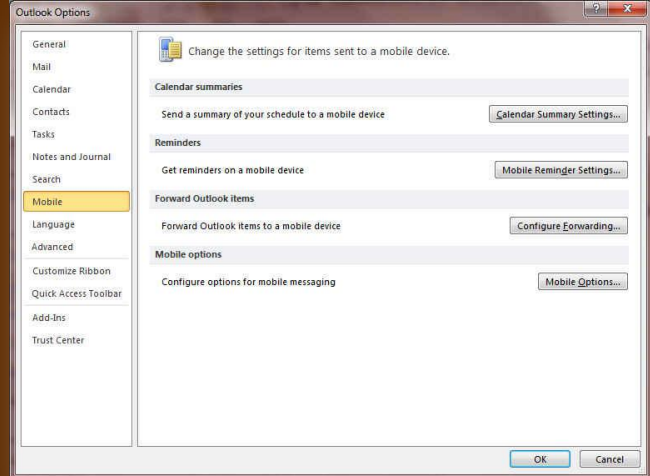 Outlook Options
General
Mail
Calendar
Contacts
Tasks
Notes and Journal
Search
Mobile
Language
Advanced
Customize Ribbon
Quick Access Toolbar
Add-Ins
Trust Center
Change the settings for items sent to a mobile device.
Calendar summaries
Send a summary of your schedule to a mobile device Calendar Summary Settings...
Reminders
Get reminders on a mobile device Mobile Reminder Settings...
Forward Outlook items
Forward Outlook items to a mobile device Configure Forwarding...
Mobile options
Configure options for mobile messaging Mobile Options...
OK Cancel